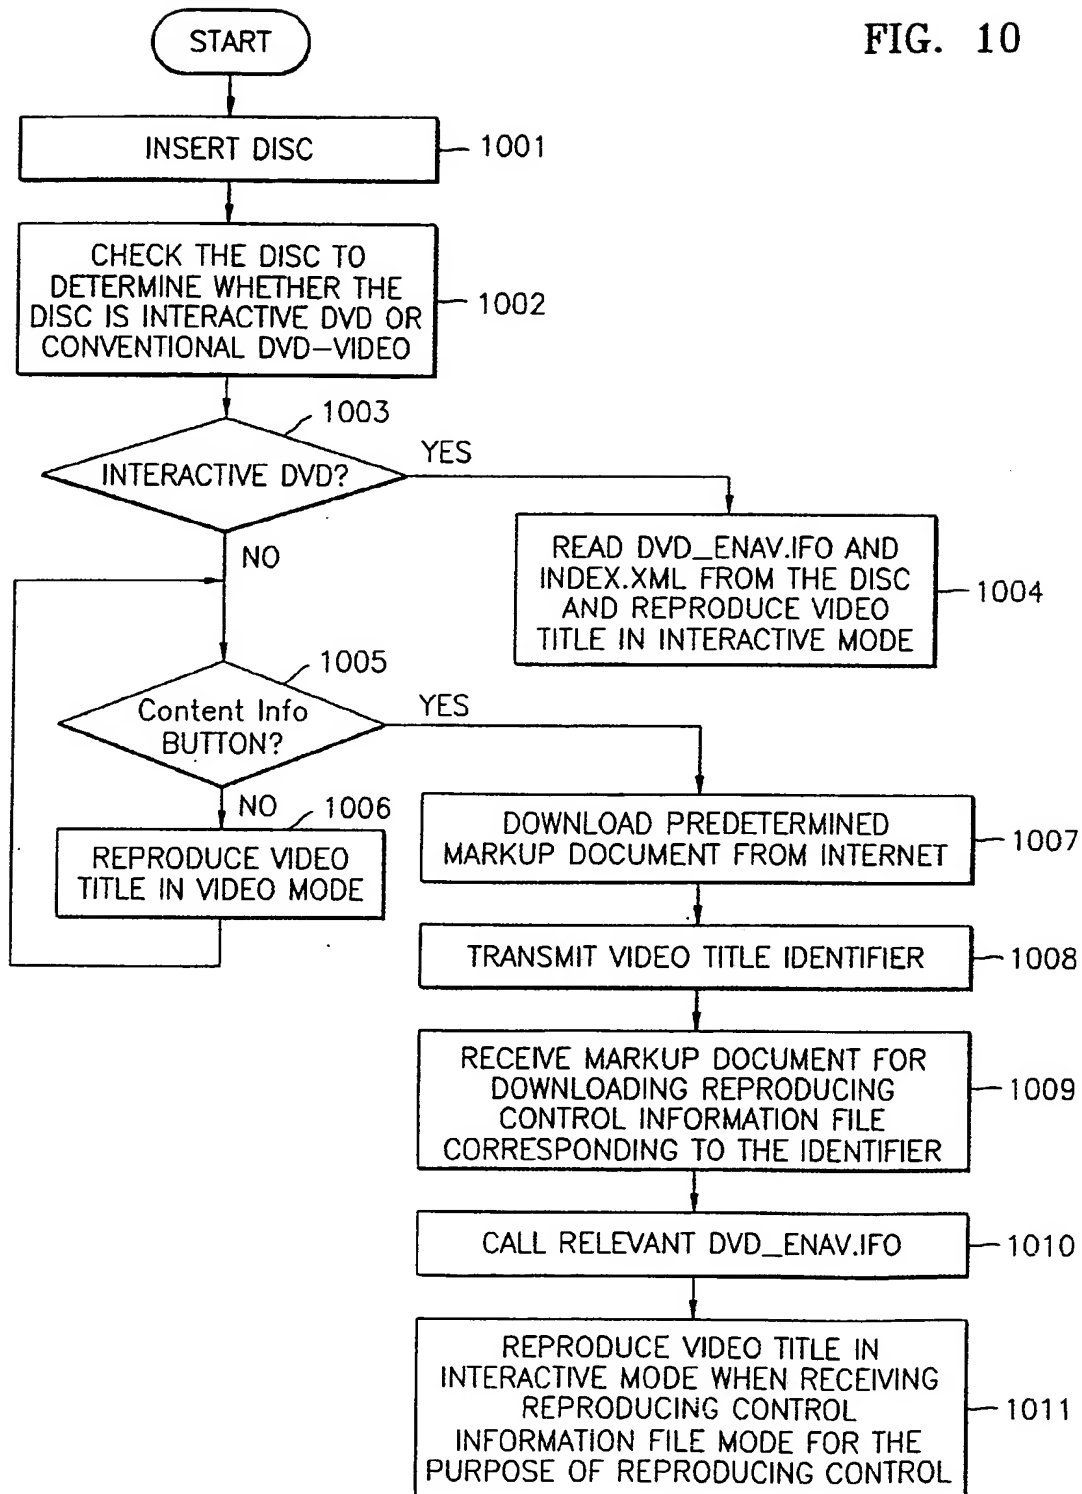 FIG. 10
START
INSERT DISC
1001
CHECK THE DISC TO
DETERMINE WHETHER THE
DISC IS INTERACTIVE DVD OR
CONVENTIONAL DVD-VIDEO
1002
1003
INTERACTIVE DVD?
YES
NO
READ DVD_ENAV.IFO AND
INDEX.XML FROM THE DISC
AND REPRODUCE VIDEO
TITLE IN INTERACTIVE MODE
1004
1005
Content Info
BUTTON?
YES
NO
1006
REPRODUCE VIDEO
TITLE IN VIDEO MODE
DOWNLOAD PREDETERMINED
MARKUP DOCUMENT FROM INTERNET
1007
TRANSMIT VIDEO TITLE IDENTIFIER
1008
RECEIVE MARKUP DOCUMENT FOR
DOWNLOADING REPRODUCING
CONTROL INFORMATION FILE
CORRESPONDING TO THE IDENTIFIER
1009
CALL RELEVANT DVD_ENAV.IFO
1010
REPRODUCE VIDEO TITLE IN
INTERACTIVE MODE WHEN RECEIVING
REPRODUCING CONTROL
INFORMATION FILE MODE FOR THE
PURPOSE OF REPRODUCING CONTROL
1011